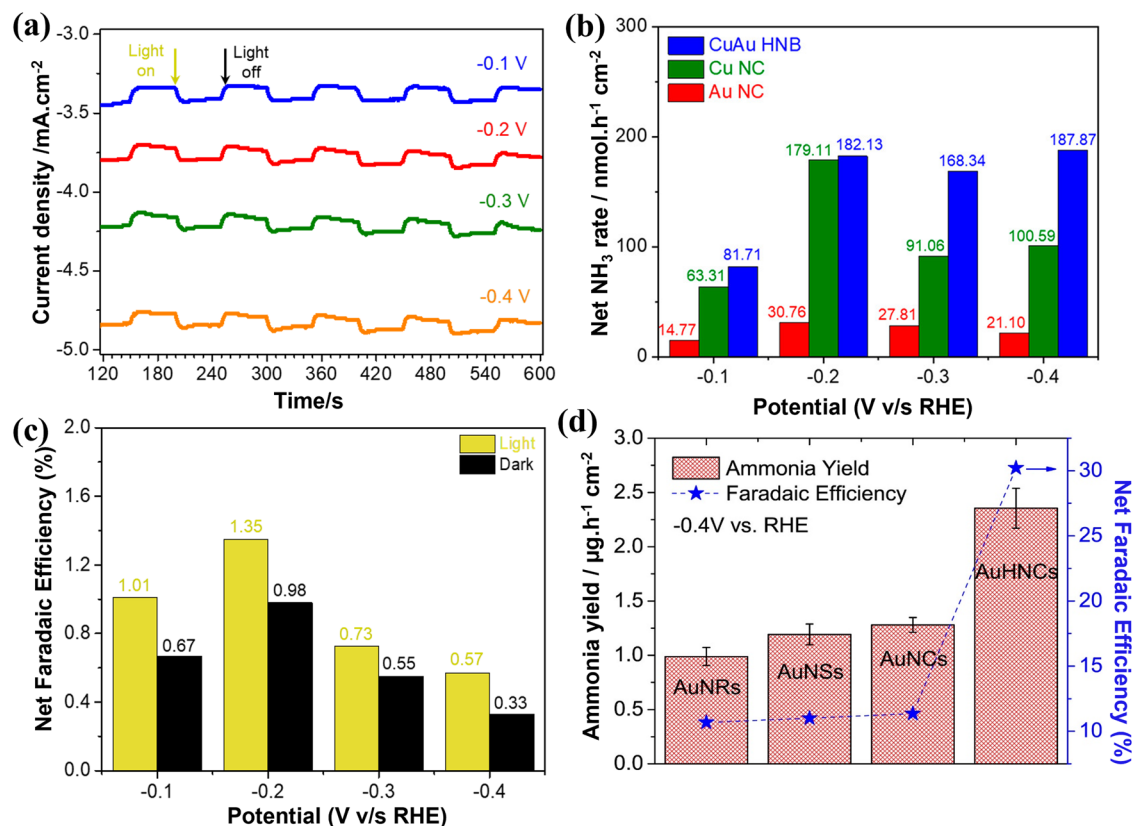 (a)
-3.0
-3.5
-4.0
-4.5
-5.0
Current density /mA.cm-2
Light
on
Light
off
-0.1 V
-0.2 V
-0.3 V
-0.4 V
120 180 240 300 360 420 480 540 600
Time/s
(b)
300
200
100
0
Net NH3 rate / nmol.h-1 cm-2
CuAu HNB
Cu NC
Au NC
14.77
63.31
81.71
30.76
179.11
182.13
27.81
91.06
168.34
21.10
100.59
187.87
-0.1 -0.2 -0.3 -0.4
Potential (V v/s RHE)
(c)
2.0
1.6
1.2
0.8
0.4
0.0
Net Faradaic Efficiency (%)
Light
Dark
1.01
0.67
1.35
0.98
0.73
0.55
0.57
0.33
-0.1 -0.2 -0.3 -0.4
Potential (V v/s RHE)
(d)
3.0
2.5
2.0
1.5
1.0
0.5
0.0
Ammonia yield / µg.h-1 cm-2
Ammonia Yield
Faradaic Efficiency
-0.4V vs. RHE
AuNRs
AuNSs
AuNCs
AuHNCs
30
25
20
15
10
Net Faradaic Efficiency (%)